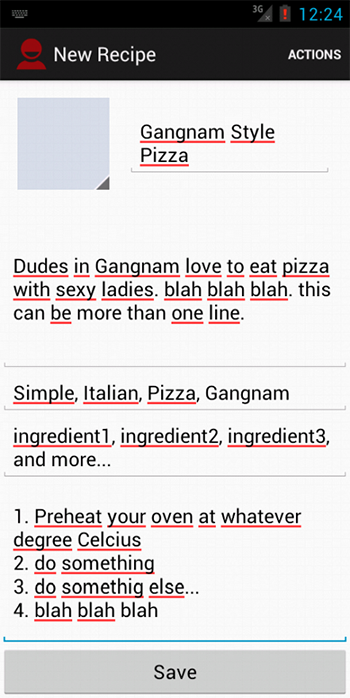 3G 12:24
New Recipe ACTIONS
Gangnam Style
Pizza
Dudes in Gangnam love to eat pizza
with sexy ladies. blah blah blah. this
can be more than one line.
Simple, Italian, Pizza, Gangnam
ingredient1, ingredient2, ingredient3,
and more...
1. Preheat your oven at whatever
degree Celcius
2. do something
3. do somethig else...
4. blah blah blah
Save